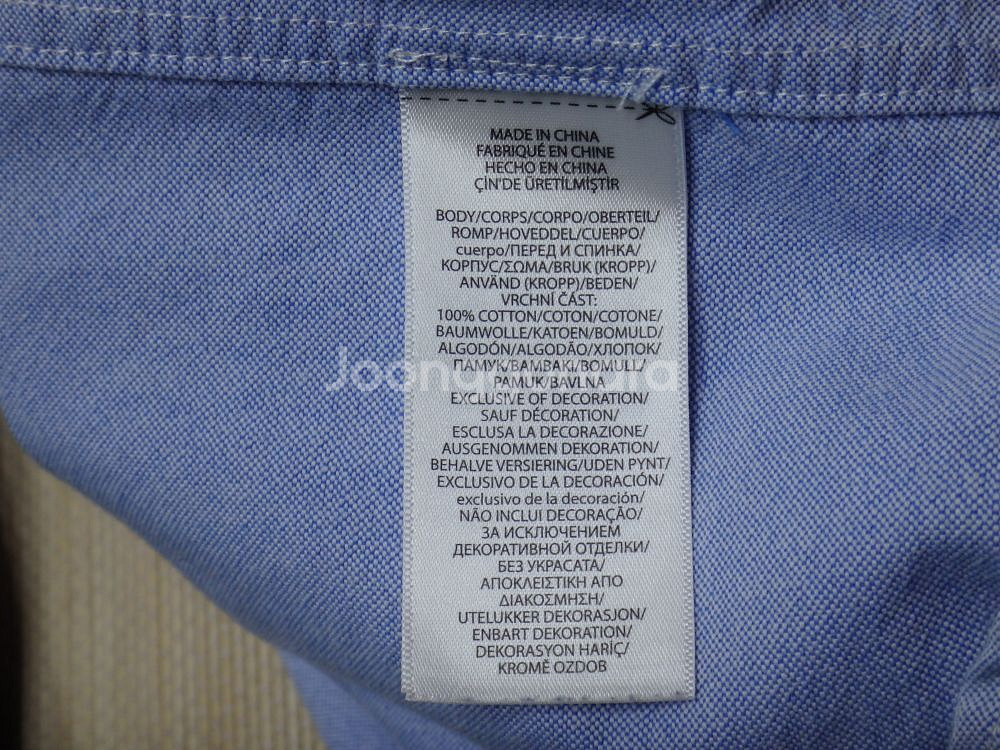 MADE IN CHINA
FABRIQUÉ EN CHINE
HECHO EN CHINA
ÇİN'DE ÜRETİLMİŞTİR
BODY/CORPS/CORPO/OBERTEIL/
ROMP/HOVEDDEL/CUERPO/
cuerpo/ПЕРЕД И СПИНКА/
КОРПУС/ΣΩΜΑ/BRUK (KROPP)/
ANVÄND (KROPP)/BEDEN/
VRCHNÍ ČÁST:
100% COTTON/COTON/COTONE/
BAUMWOLLE/KATOEN/BOMULD/
ALGODÓN/ALGODÃO/ХЛОПОК/
ПАМУК/ΒΑΜΒΑΚΙ/BOMULL/
PAMUK/BAVLNA
EXCLUSIVE OF DECORATION/
SAUF DÉCORATION/
ESCLUSA LA DECORAZIONE/
AUSGENOMMEN DEKORATION/
BEHALVE VERSIERING/UDEN PYNT/
EXCLUSIVO DE LA DECORACIÓN/
exclusivo de la decoración/
NÃO INCLUI DECORAÇÃO/
ЗА ИСКЛЮЧЕНИЕМ
ДЕКОРАТИВНОЙ ОТДЕЛКИ/
БЕЗ УКРАСАТА/
ΑΠΟΚΛΕΙΣΤΙΚΗ ΑΠΟ
ΔΙΑΚΟΣΜΗΣΗ/
UTELUKKER DEKORASJON/
ENBART DEKORATION/
DEKORASYON HARİÇ/
KROMĚ OZDOB